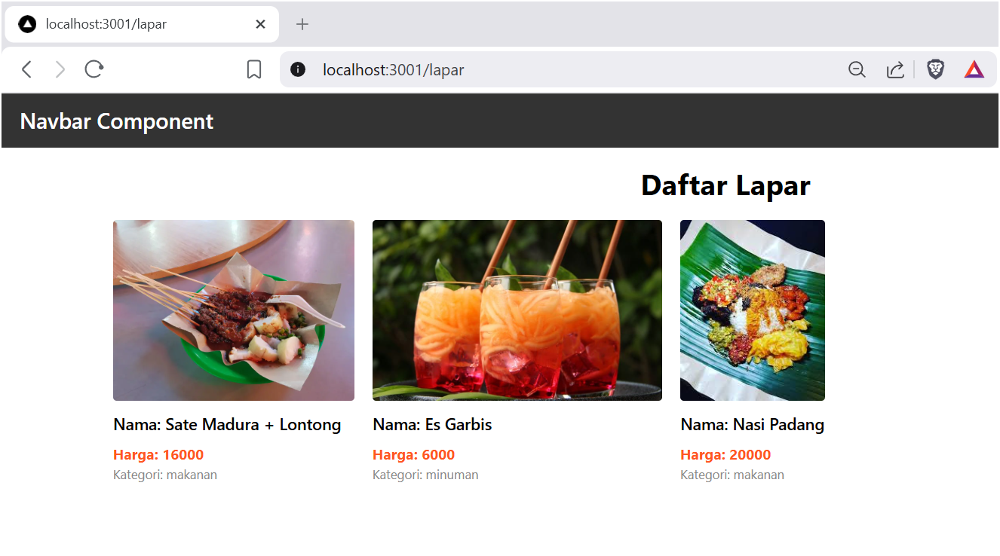 localhost:3001/lapar
localhost:3001/lapar
Navbar Component
Daftar Lapar
Nama: Sate Madura + Lontong
Harga: 16000
Kategori: makanan
Nama: Es Garbis
Harga: 6000
Kategori: minuman
Nama: Nasi Padang
Harga: 20000
Kategori: makanan